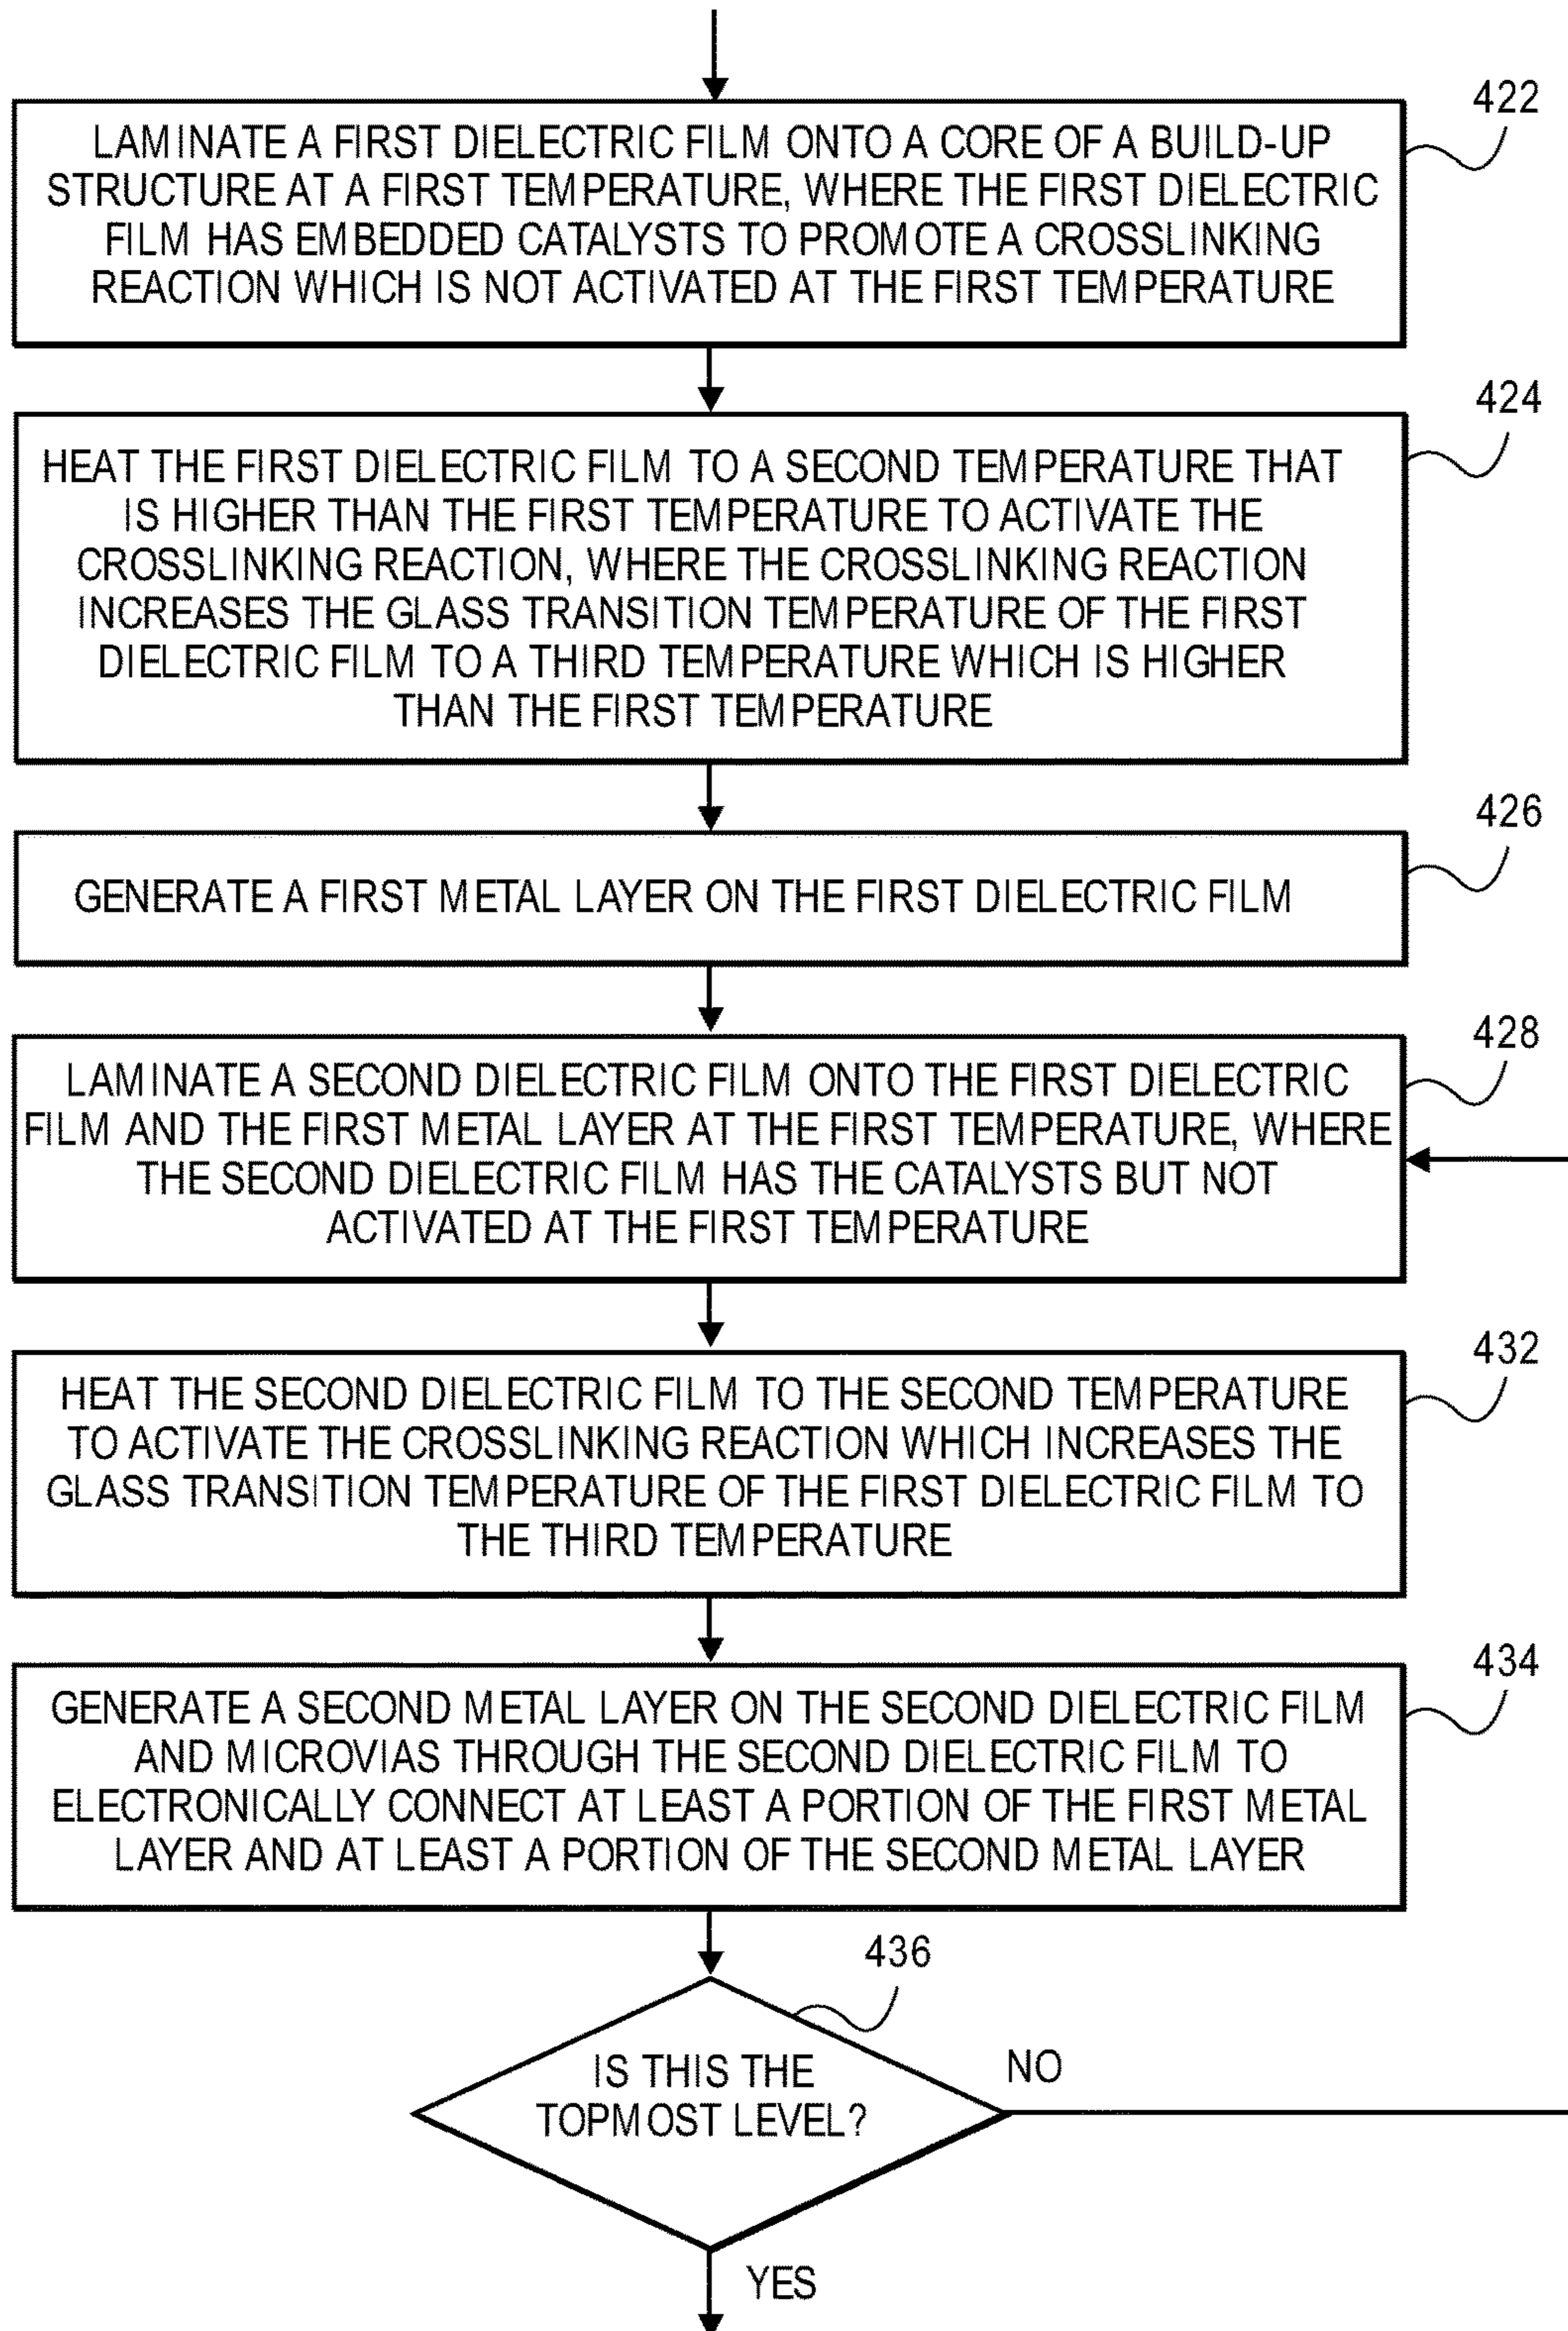 422
LAMINATE A FIRST DIELECTRIC FILM ONTO A CORE OF A BUILD-UP
STRUCTURE AT A FIRST TEMPERATURE, WHERE THE FIRST DIELECTRIC
FILM HAS EMBEDDED CATALYSTS TO PROMOTE A CROSSLINKING
REACTION WHICH IS NOT ACTIVATED AT THE FIRST TEMPERATURE
424
HEAT THE FIRST DIELECTRIC FILM TO A SECOND TEMPERATURE THAT
IS HIGHER THAN THE FIRST TEMPERATURE TO ACTIVATE THE
CROSSLINKING REACTION, WHERE THE CROSSLINKING REACTION
INCREASES THE GLASS TRANSITION TEMPERATURE OF THE FIRST
DIELECTRIC FILM TO A THIRD TEMPERATURE WHICH IS HIGHER
THAN THE FIRST TEMPERATURE
426
GENERATE A FIRST METAL LAYER ON THE FIRST DIELECTRIC FILM
428
LAMINATE A SECOND DIELECTRIC FILM ONTO THE FIRST DIELECTRIC
FILM AND THE FIRST METAL LAYER AT THE FIRST TEMPERATURE, WHERE
THE SECOND DIELECTRIC FILM HAS THE CATALYSTS BUT NOT
ACTIVATED AT THE FIRST TEMPERATURE
432
HEAT THE SECOND DIELECTRIC FILM TO THE SECOND TEMPERATURE
TO ACTIVATE THE CROSSLINKING REACTION WHICH INCREASES THE
GLASS TRANSITION TEMPERATURE OF THE FIRST DIELECTRIC FILM TO
THE THIRD TEMPERATURE
434
GENERATE A SECOND METAL LAYER ON THE SECOND DIELECTRIC FILM
AND MICROVIAS THROUGH THE SECOND DIELECTRIC FILM TO
ELECTRONICALLY CONNECT AT LEAST A PORTION OF THE FIRST METAL
LAYER AND AT LEAST A PORTION OF THE SECOND METAL LAYER
436
IS THIS THE
TOPMOST LEVEL?
NO
YES